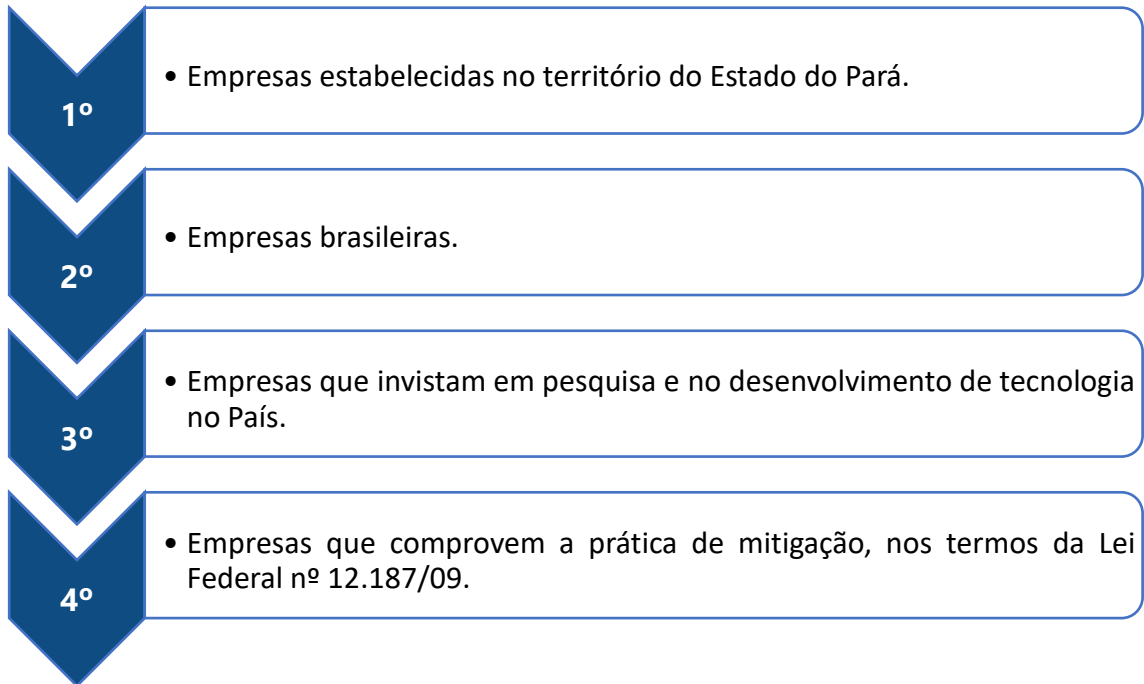 1º
• Empresas estabelecidas no território do Estado do Pará.
2º
• Empresas brasileiras.
3º
• Empresas que invistam em pesquisa e no desenvolvimento de tecnologia
no País.
4º
• Empresas que comprovem a prática de mitigação, nos termos da Lei
Federal nº 12.187/09.